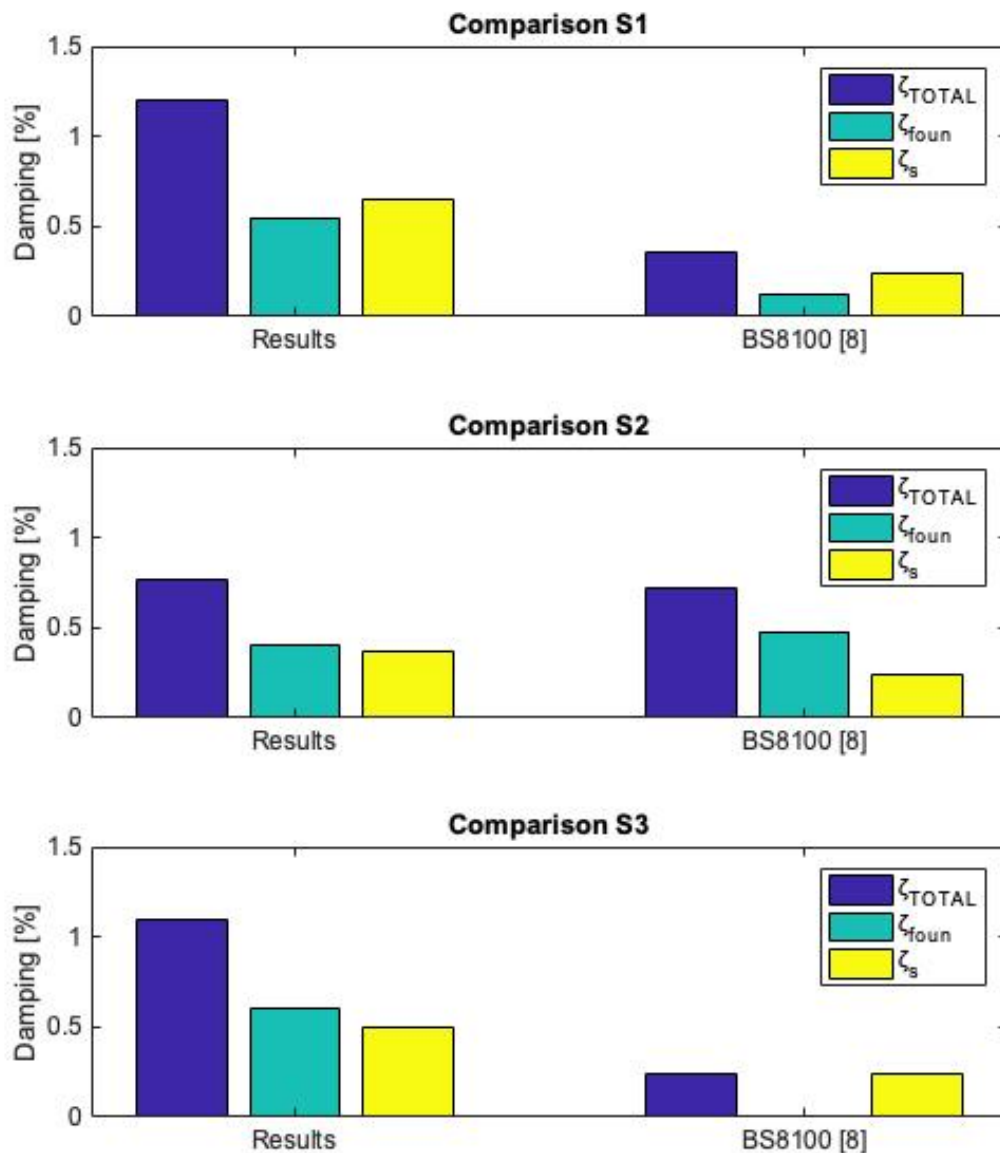 Comparison S1
1.5
1
0.5
0
Damping [%]
ζTOTAL
ζfoun
ζs
Results
BS8100 [8]
Comparison S2
1.5
1
0.5
0
Damping [%]
ζTOTAL
ζfoun
ζs
Results
BS8100 [8]
Comparison S3
1.5
1
0.5
0
Damping [%]
ζTOTAL
ζfoun
ζs
Results
BS8100 [8]